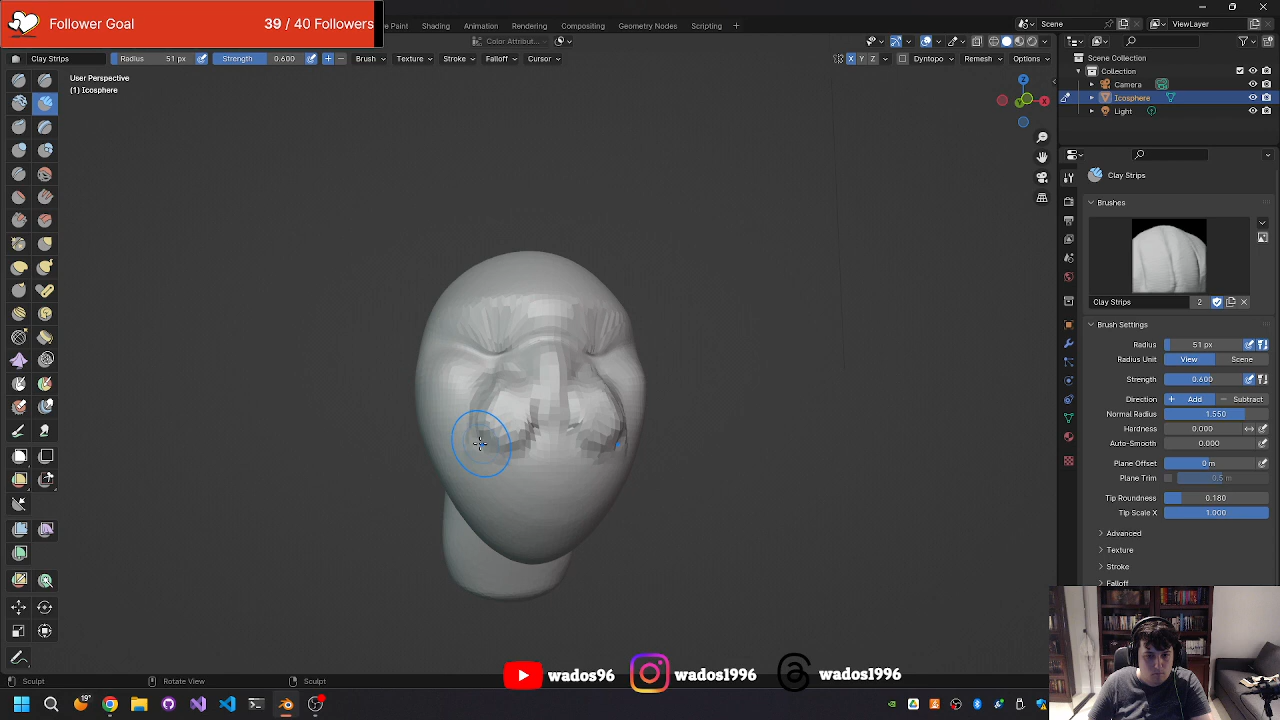 Follower Goal 39 / 40 Followers
e Paint Shading Animation Rendering Compositing Geometry Nodes Scripting +
Scene ViewLayer
Color Attribut...
Clay Strips Radius 51 px Strength 0.600 Brush Texture Stroke Falloff Cursor X Y Z Dyntopo Remesh Options
User Perspective
(1) Icosphere
Scene Collection
Collection
Camera
Icosphere
Light
Z
Y X
Clay Strips
Brushes
Clay Strips 2
Brush Settings
Radius 51 px
Radius Unit View Scene
Strength 0.600
Direction + Add − Subtract
Normal Radius 1.550
Hardness 0.000
Auto-Smooth 0.000
Plane Offset 0 m
Plane Trim 0.5 m
Tip Roundness 0.180
Tip Scale X 1.000
Advanced
Texture
Stroke
Falloff
wados96 wados1996 wados1996
Sculpt Rotate View Sculpt
19°